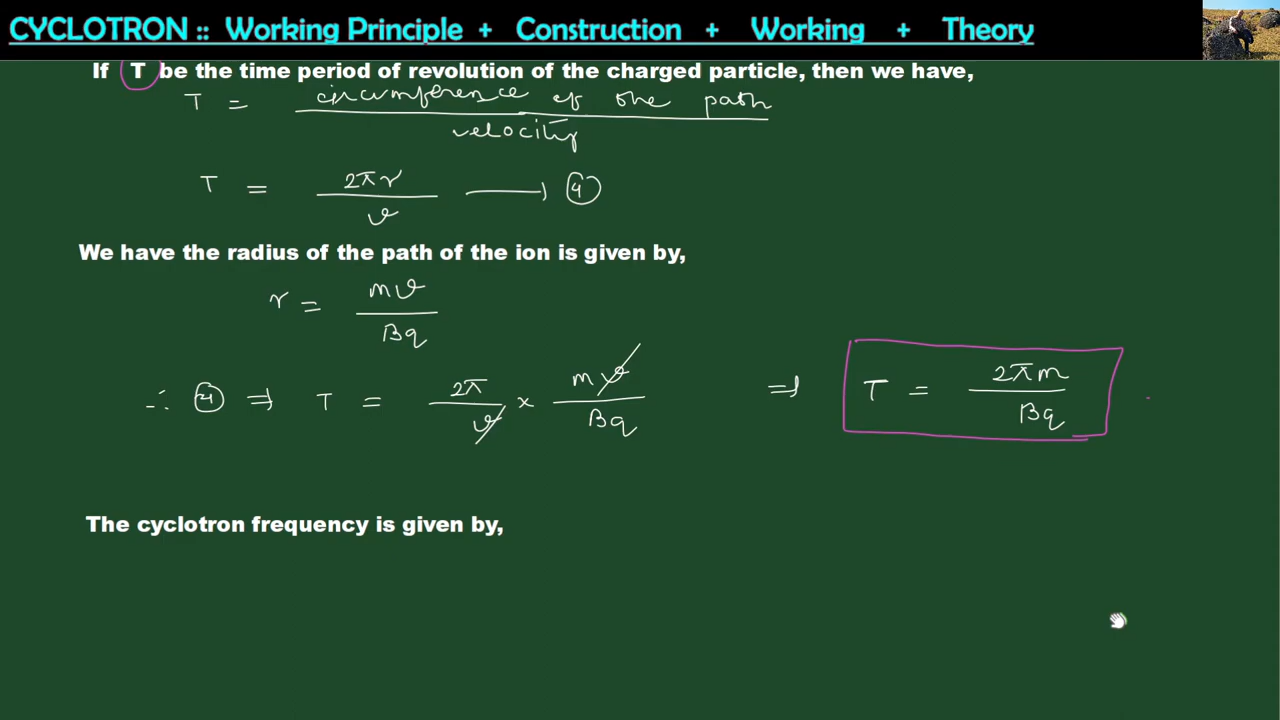 CYCLOTRON :: Working Principle + Construction + Working + Theory
If T be the time period of revolution of the charged particle, then we have,
T = circumference of the path / velocity
T = 2πr / v ⟶ ④
We have the radius of the path of the ion is given by,
r = mv / Bq
∴ ④ ⇒ T = 2π / v × mv / Bq ⇒ T = 2πm / Bq
The cyclotron frequency is given by,